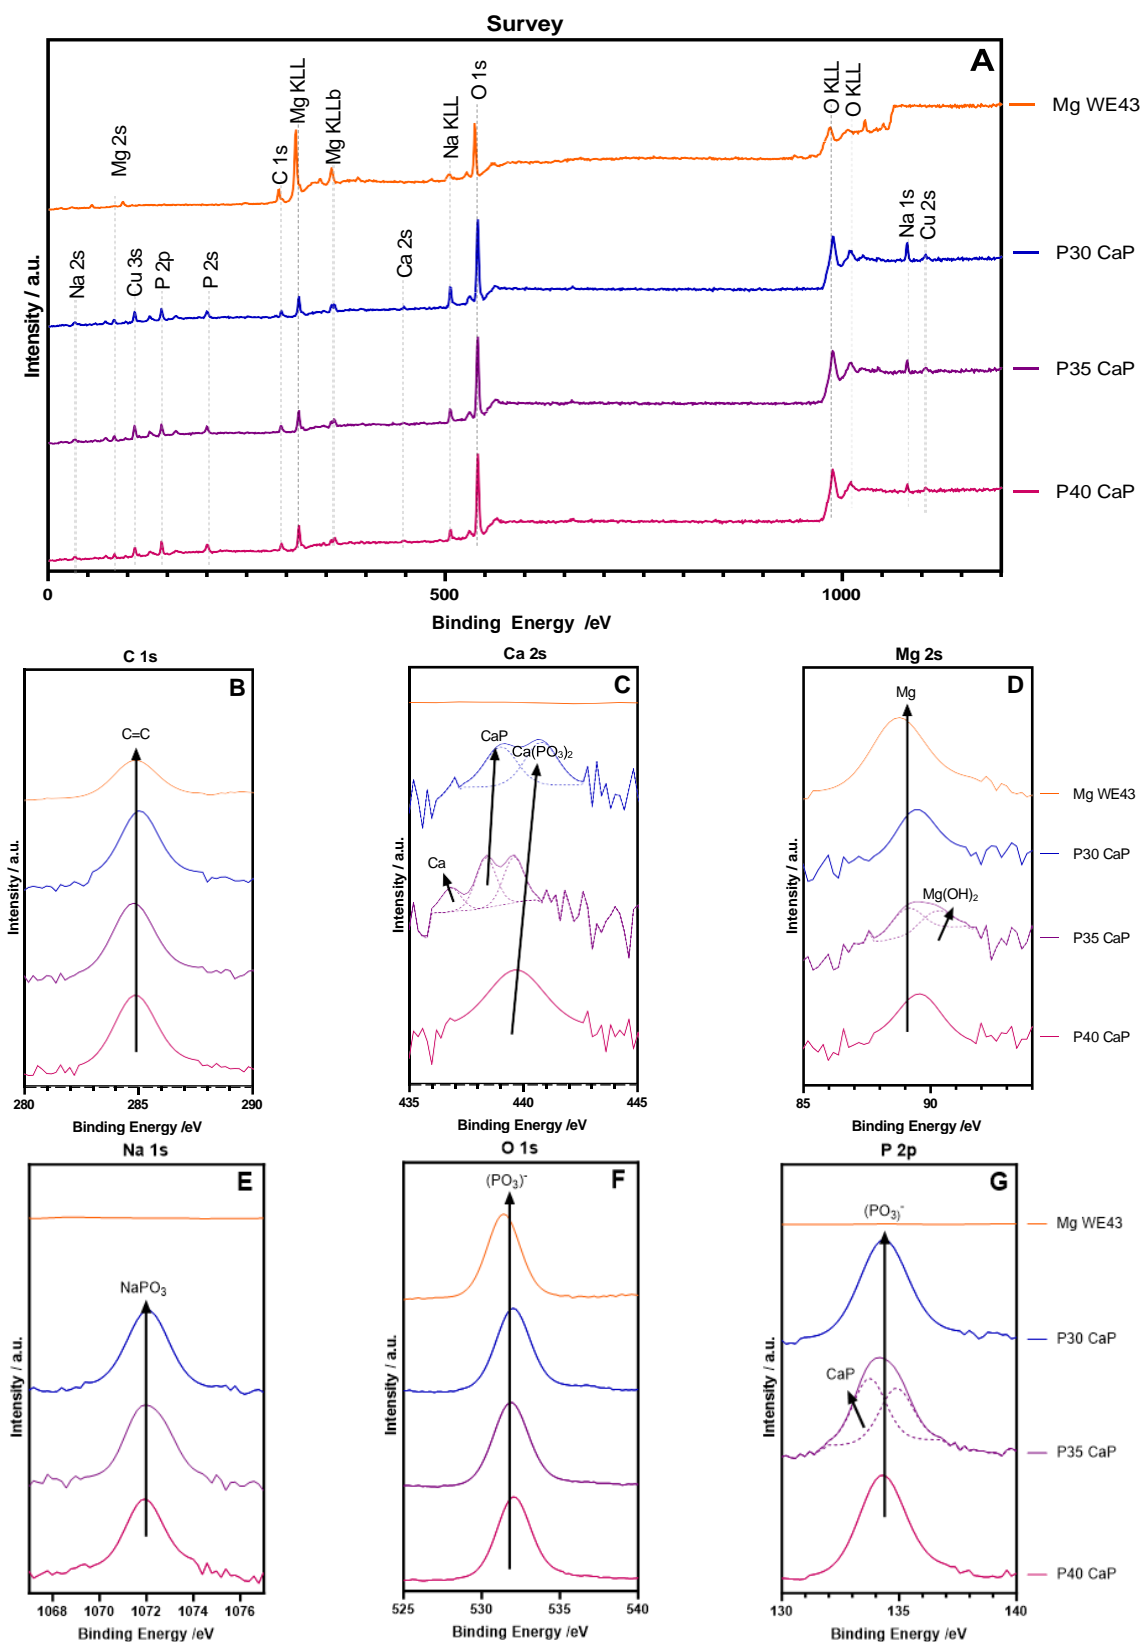 Survey
A
Mg 2s
C 1s
Mg KLL
Mg KLLb
Na KLL
O 1s
O KLL
O KLL
Mg WE43
Na 2s
Cu 3s
P 2p
P 2s
Ca 2s
Na 1s
Cu 2s
P30 CaP
P35 CaP
P40 CaP
Intensity / a.u.
0
500
1000
Binding Energy /eV
C 1s
B
C=C
Intensity / a.u.
280
285
290
Binding Energy /eV
Ca 2s
C
CaP
Ca(PO₃)₂
Ca
Intensity / a.u.
435
440
445
Binding Energy /eV
Mg 2s
D
Mg
Mg(OH)₂
Mg WE43
P30 CaP
P35 CaP
P40 CaP
Intensity / a.u.
85
90
Binding Energy /eV
Na 1s
E
NaPO₃
Intensity / a.u.
1068 1070 1072 1074 1076
Binding Energy /eV
O 1s
F
(PO₃)⁻
Intensity / a.u.
525 530 535 540
Binding Energy /eV
P 2p
G
(PO₃)⁻
CaP
Mg WE43
P30 CaP
P35 CaP
P40 CaP
Intensity / a.u.
130 135 140
Binding Energy /eV